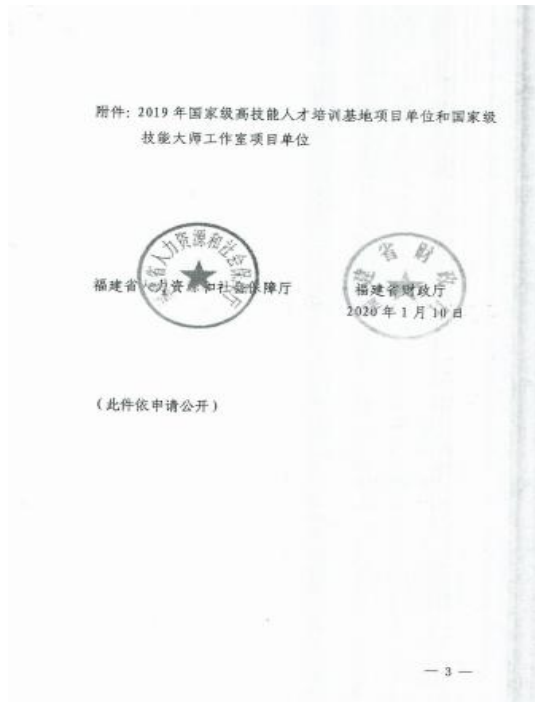 附件：2019年国家级高技能人才培训基地项目单位和国家级
技能大师工作室项目单位
福建省人力资源和社会保障厅
福建省财政厅
2020年1月10日
（此件依申请公开）
— 3 —